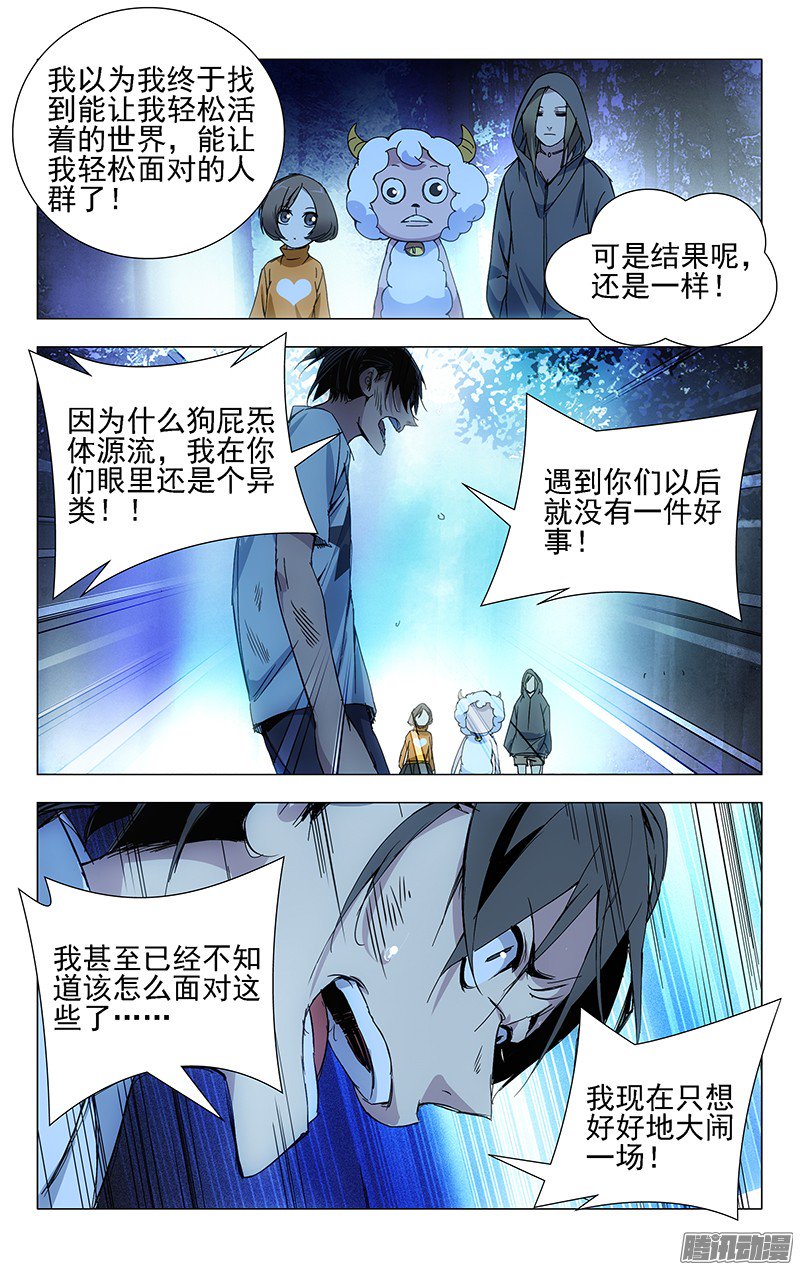 我以为我终于找
到能让我轻松活
着的世界，能让
我轻松面对的人
群了！
可是结果呢，
还是一样！
因为什么狗屁炁
体源流，我在你
们眼里还是个异
类！！
遇到你们以后
就没有一件好
事！
我甚至已经不知
道该怎么面对这
些了……
我现在只想
好好地大闹
一场！
腾讯动漫